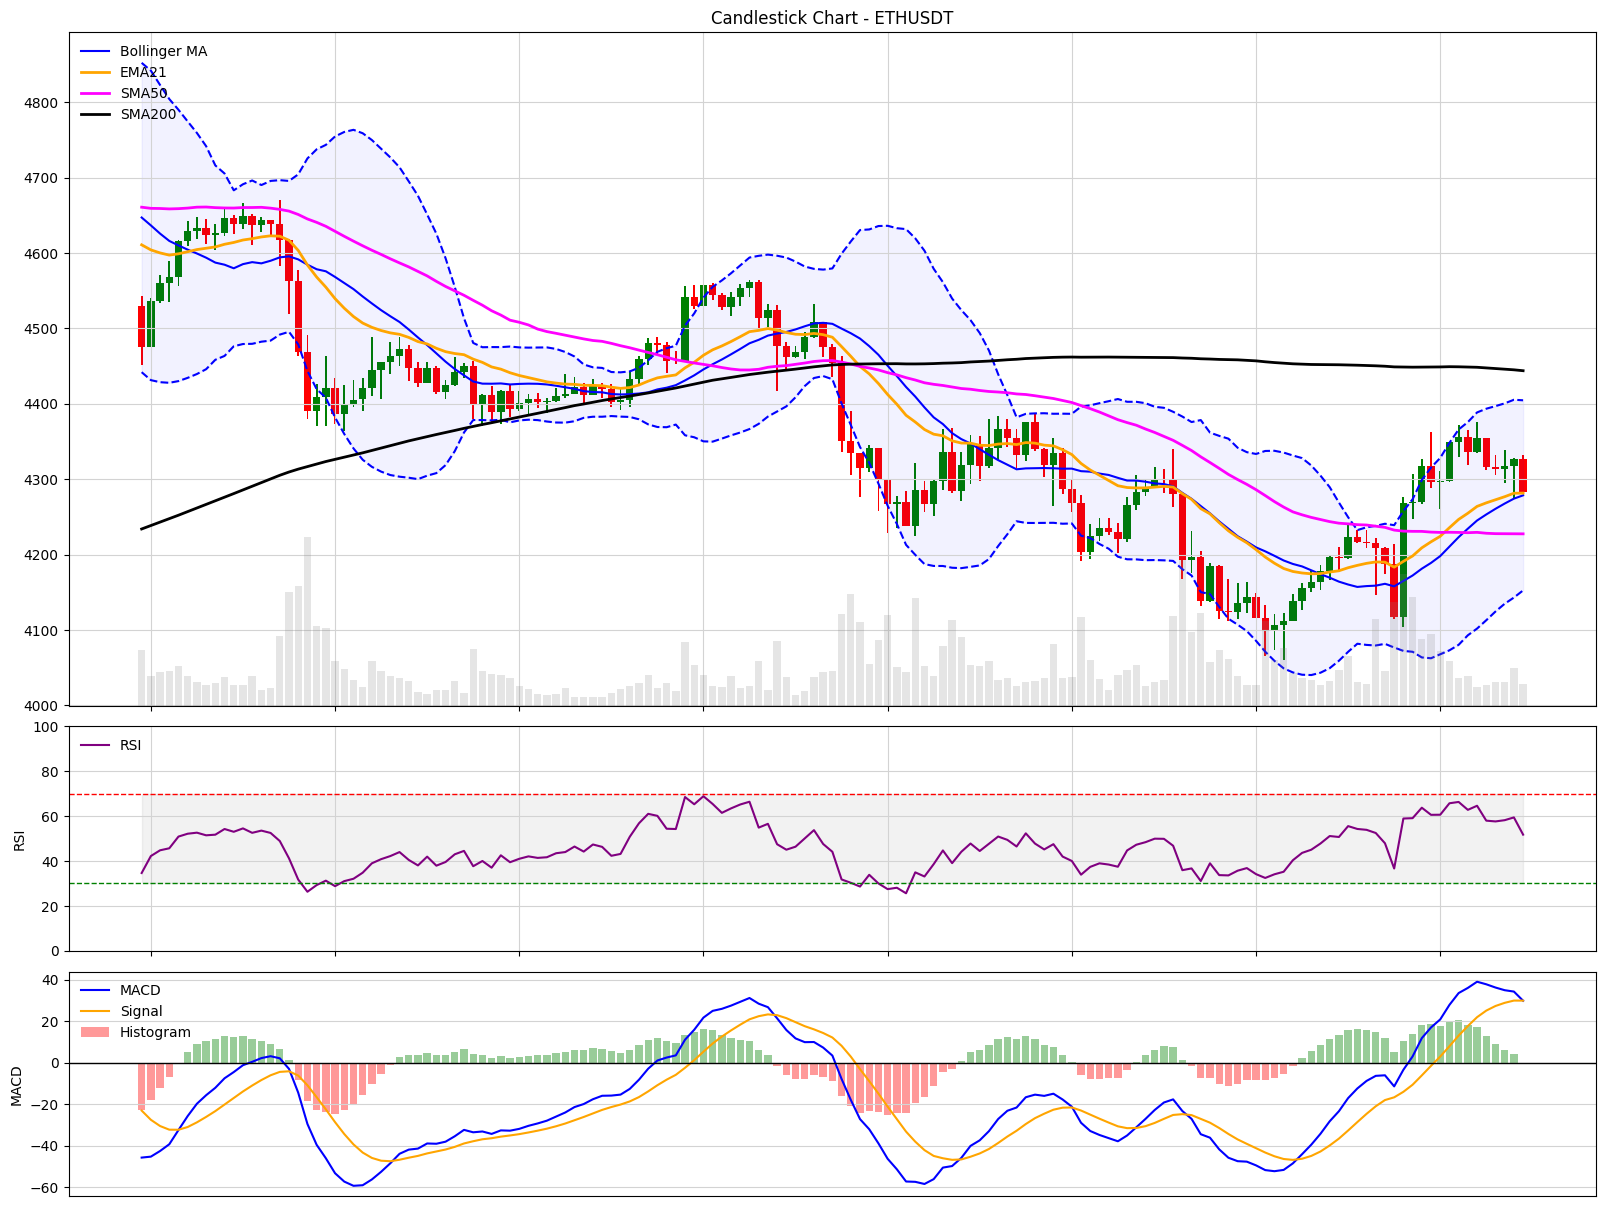 Candlestick Chart - ETHUSDT
Bollinger MA
EMA21
SMA50
SMA200
4800
4700
4600
4500
4400
4300
4200
4100
4000
RSI
100
80
60
40
20
0
RSI
MACD
Signal
Histogram
40
20
0
−20
−40
−60
MACD